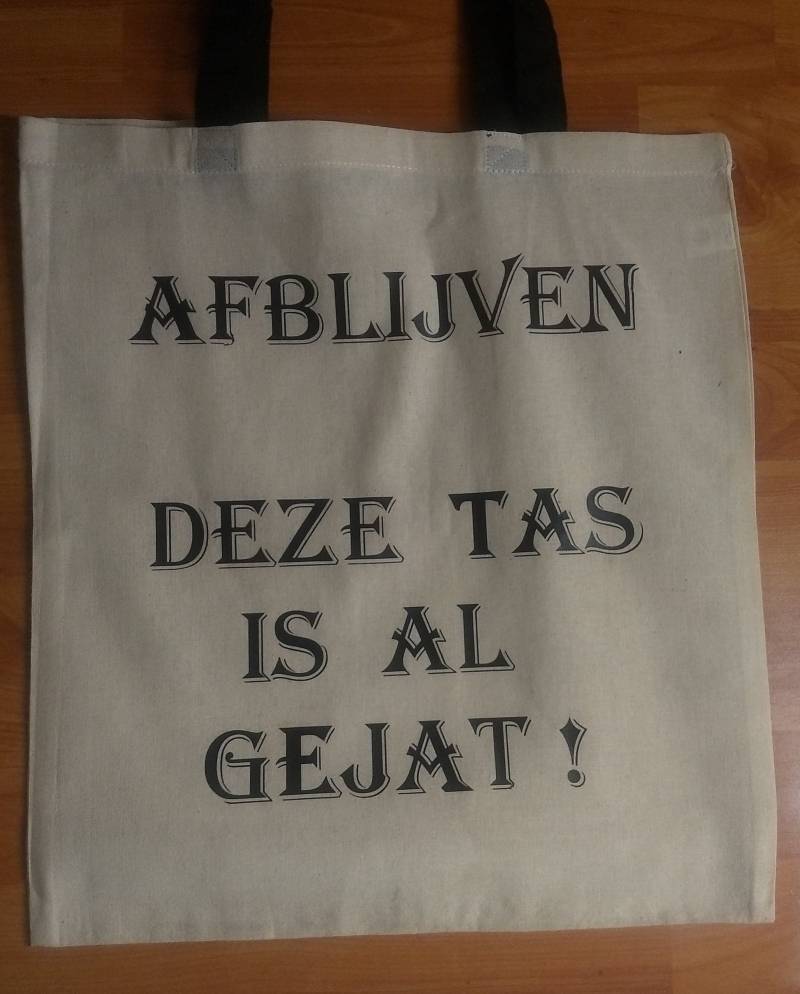 AFBLIJVEN
DEZE TAS
IS AL
GEJAT !